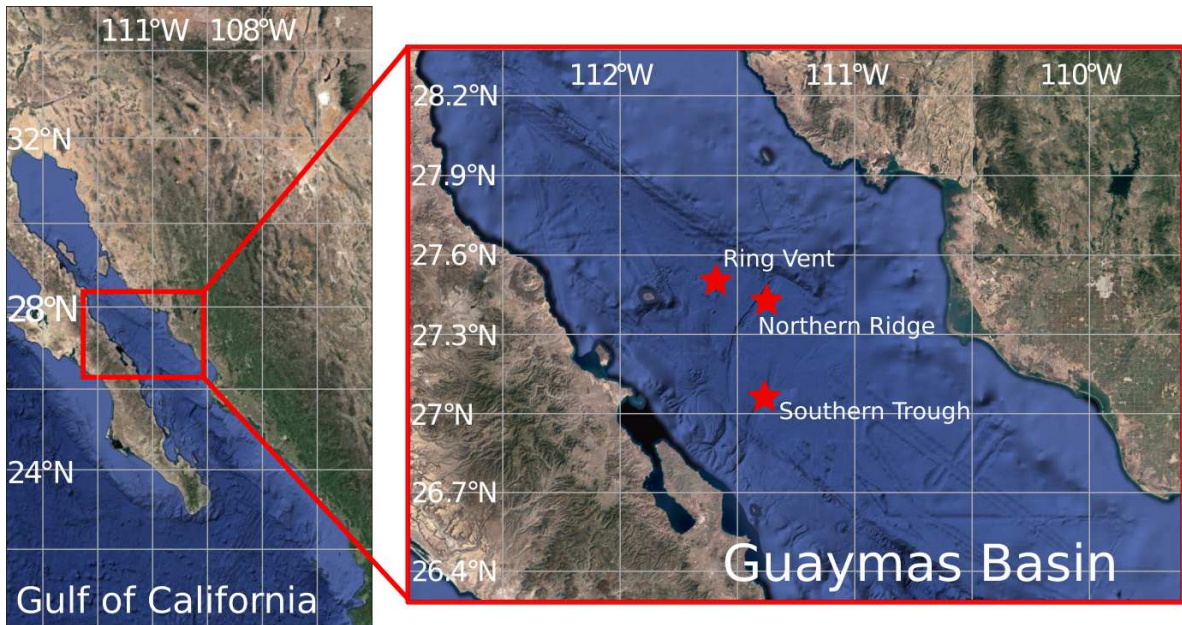 111°W 108°W
32°N
28°N
24°N
Gulf of California
112°W 111°W 110°W
28.2°N
27.9°N
27.6°N
Ring Vent
Northern Ridge
27.3°N
Southern Trough
27°N
26.7°N
26.4°N
Guaymas Basin